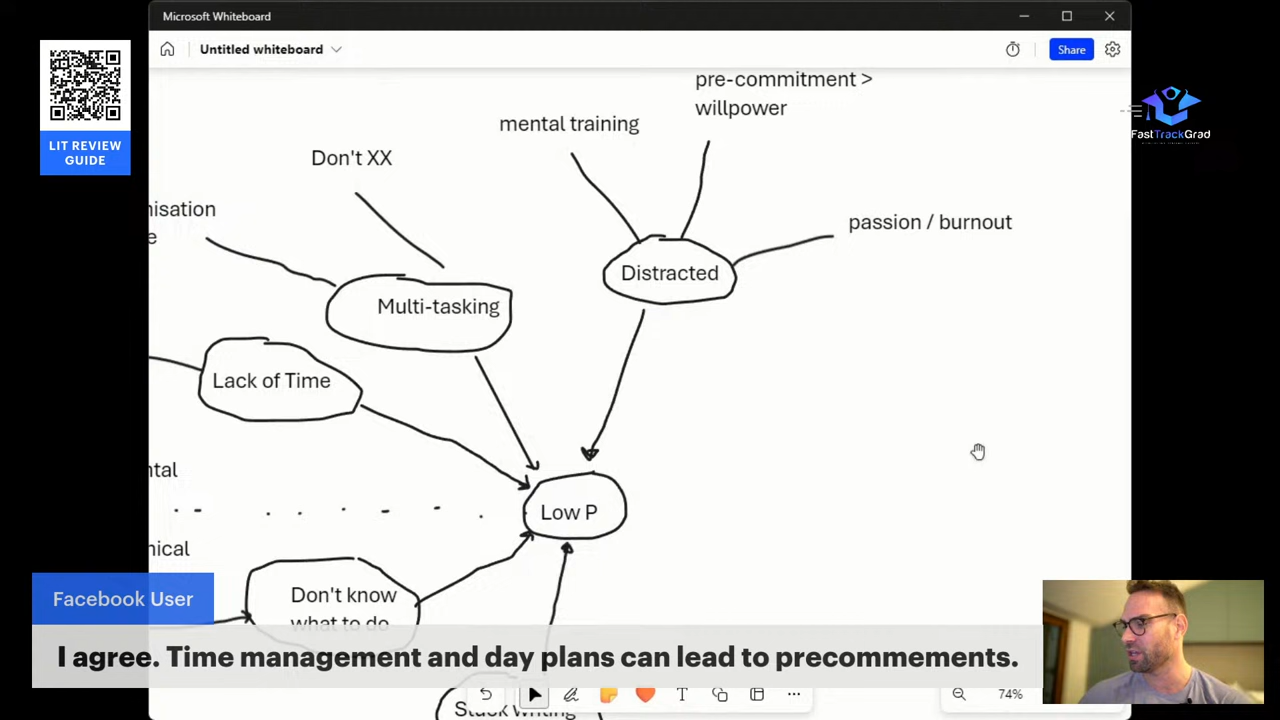 Microsoft Whiteboard
Untitled whiteboard
Share
LIT REVIEW
GUIDE
FastTrackGrad
pre-commitment >
willpower
mental training
Don't XX
nisation
e
passion / burnout
Distracted
Multi-tasking
Lack of Time
ntal
Low P
nical
Don't know
what to do
Facebook User
I agree. Time management and day plans can lead to precommements.
Stuck writing
74%